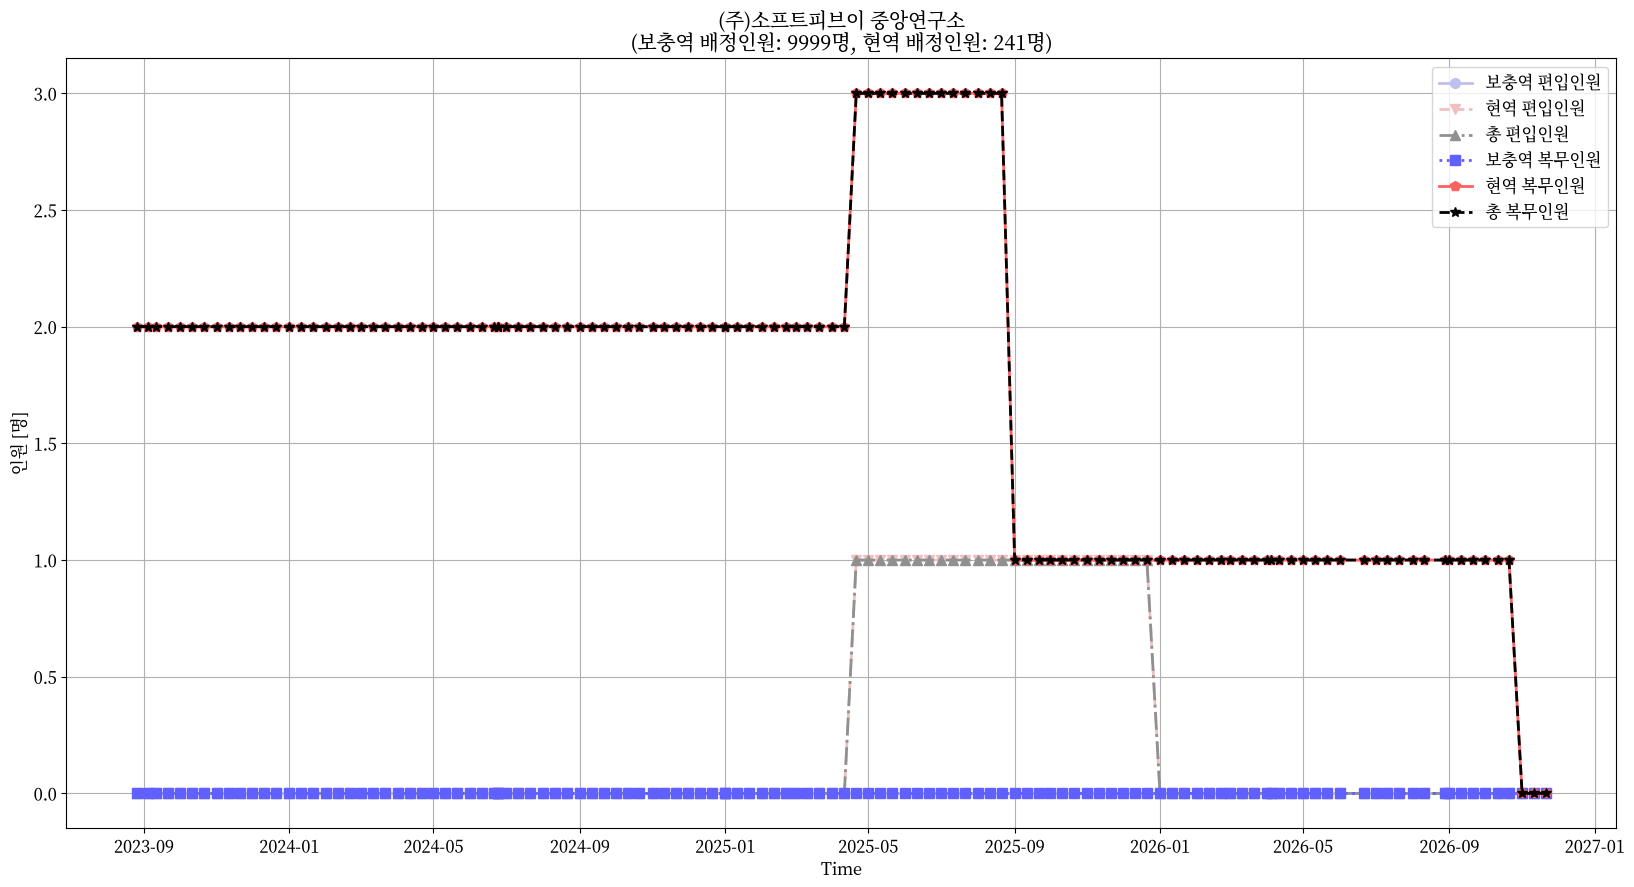 (주)소프트피브이 중앙연구소
(보충역 배정인원: 9999명, 현역 배정인원: 241명)
보충역 편입인원
현역 편입인원
총 편입인원
보충역 복무인원
현역 복무인원
총 복무인원
인원 [명]
3.0
2.5
2.0
1.5
1.0
0.5
0.0
2023-09
2024-01
2024-05
2024-09
2025-01
2025-05
2025-09
2026-01
2026-05
2026-09
2027-01
Time